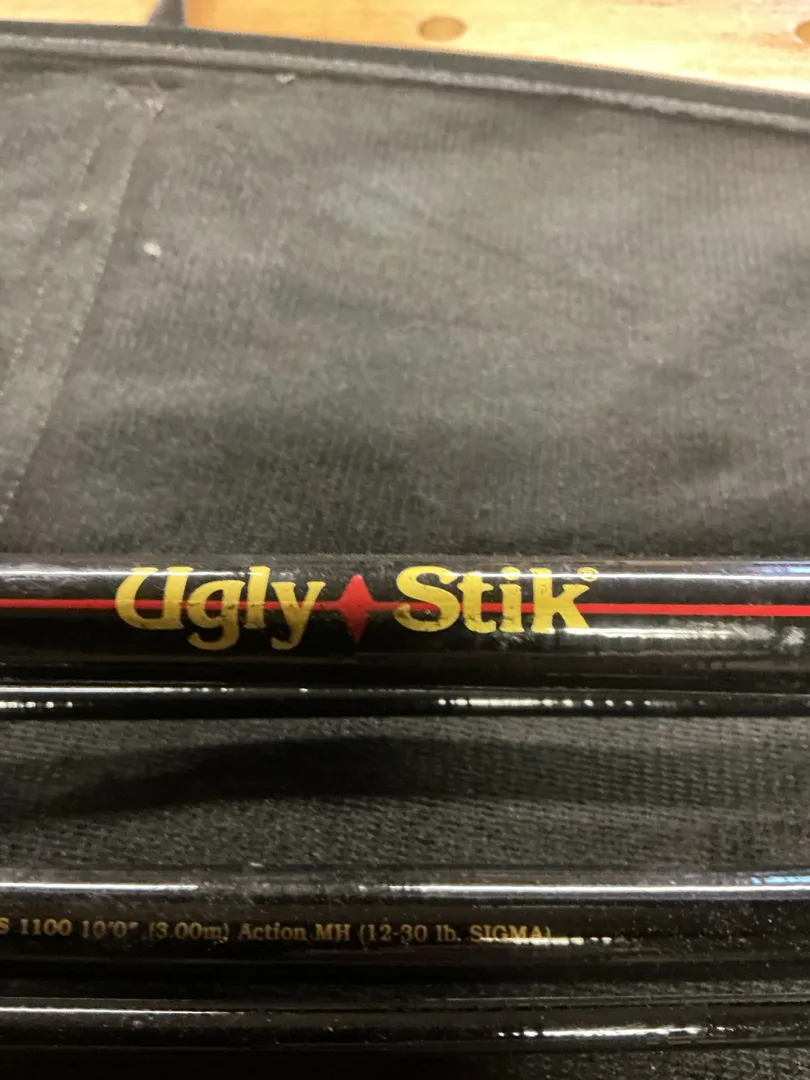 Ugly Stik®
S 1100 10'0" (3.00m) Action MH (12-30 lb. SIGMA)